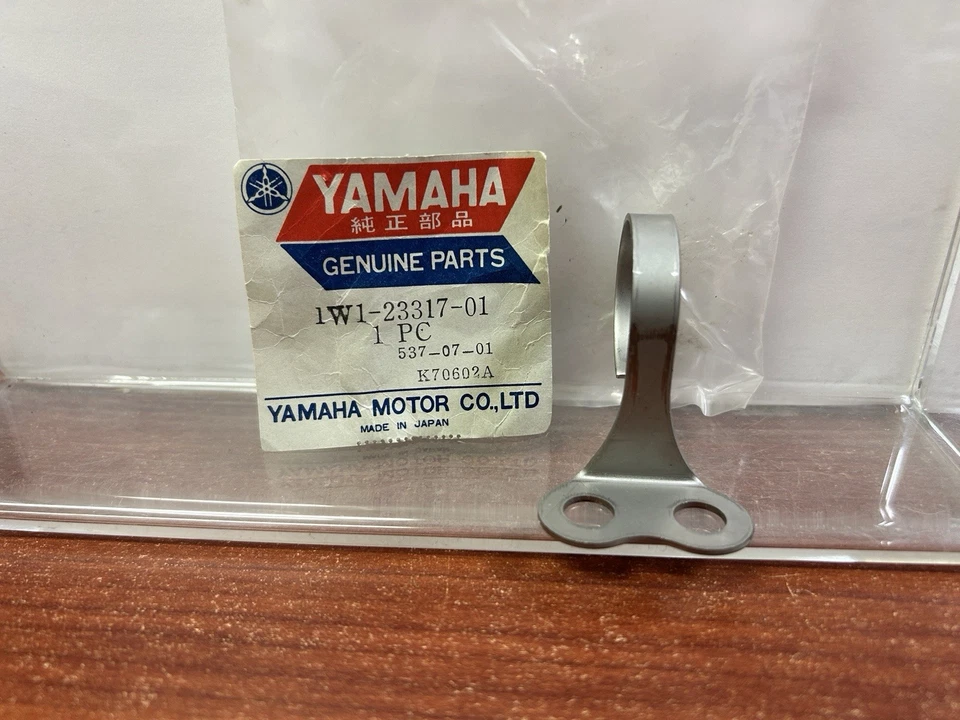 YAMAHA
純正部品
GENUINE PARTS
1W1-23317-01
1 PC
537-07-01
K70602A
YAMAHA MOTOR CO.,LTD
MADE IN JAPAN